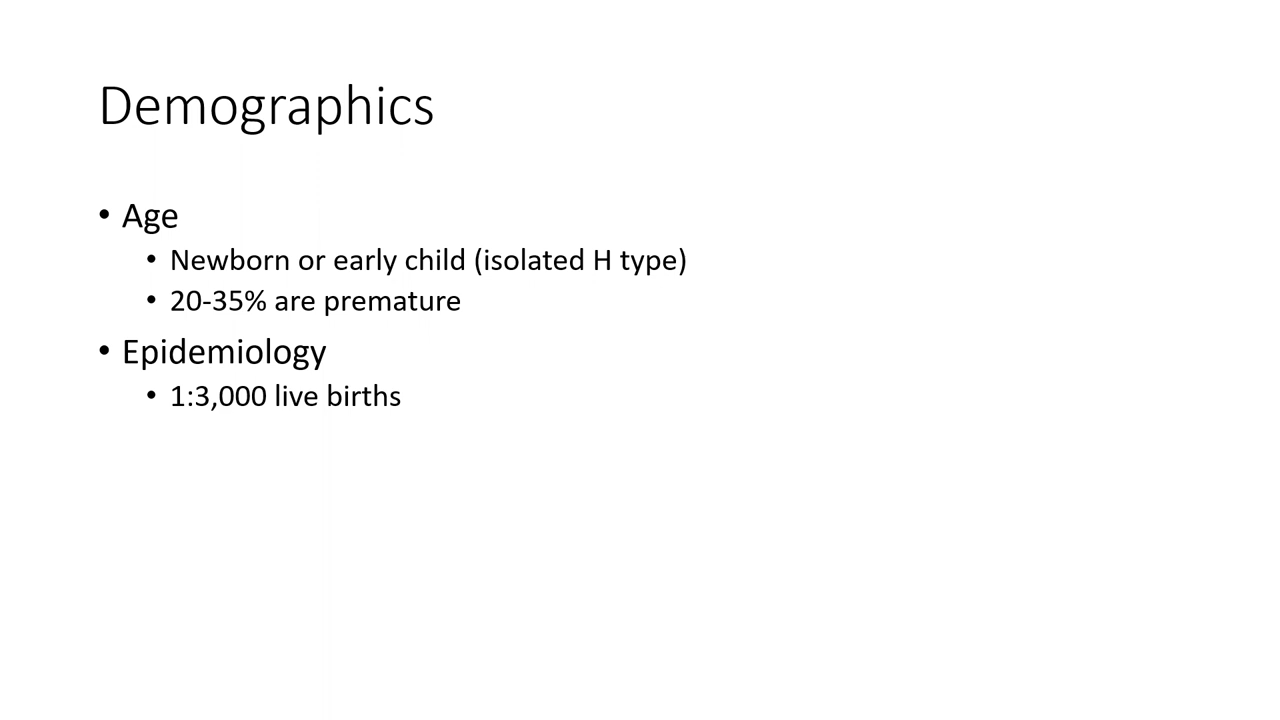 Demographics
• Age
• Newborn or early child (isolated H type)
• 20-35% are premature
• Epidemiology
• 1:3,000 live births